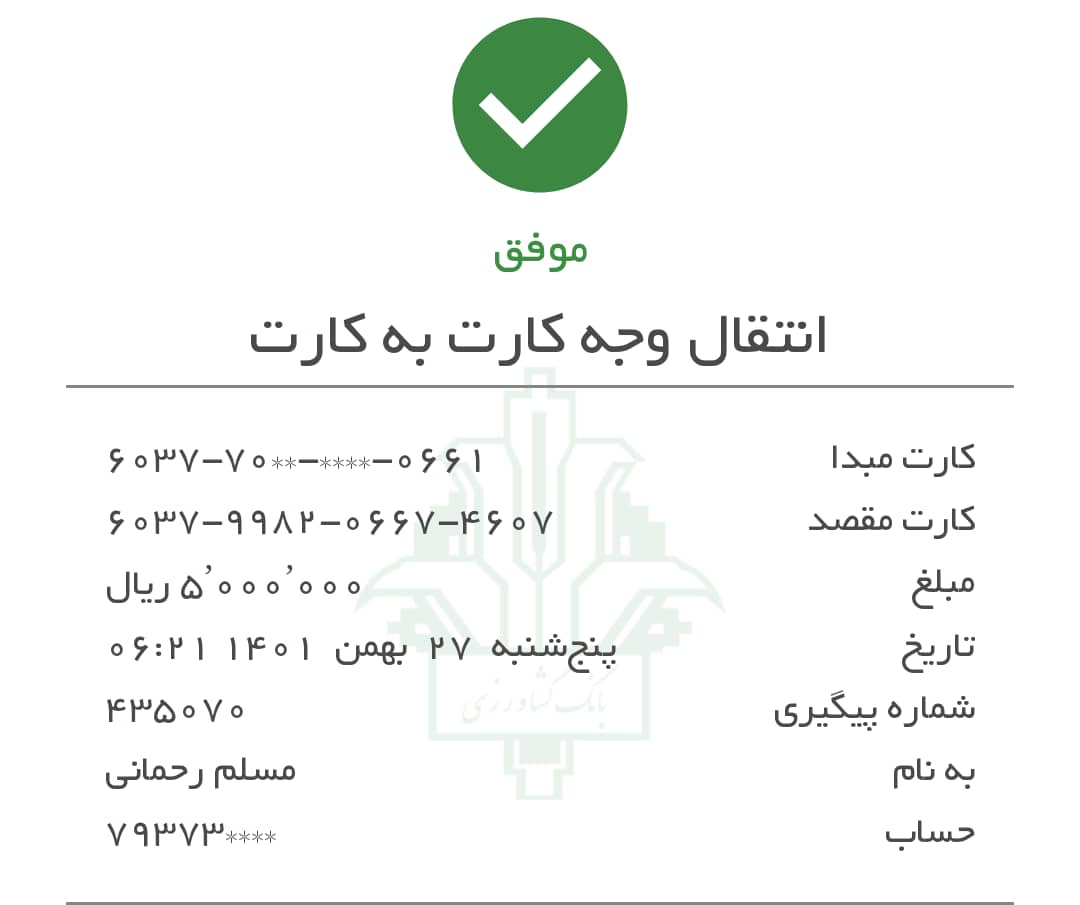 موفق
انتقال وجه کارت به کارت
کارت مبدا ۶۰۳۷-۷۰**-****-۰۶۶۱
کارت مقصد ۶۰۳۷-۹۹۸۲-۰۶۶۷-۴۶۰۷
مبلغ ۵٬۰۰۰٬۰۰۰ ریال
تاریخ پنج‌شنبه ۲۷ بهمن ۱۴۰۱ ۰۶:۲۱
شماره پیگیری ۴۳۵۰۷۰
به نام مسلم رحمانی
حساب ۷۹۳۷۳****
بانک کشاورزی